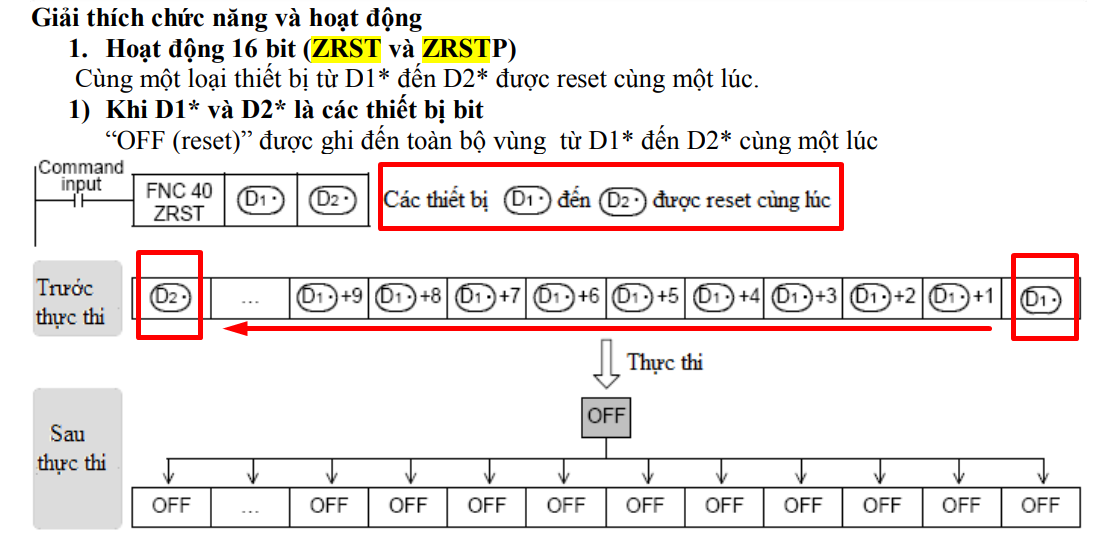 Giải thích chức năng và hoạt động
1. Hoạt động 16 bit (ZRST và ZRSTP)
Cùng một loại thiết bị từ D1* đến D2* được reset cùng một lúc.
1) Khi D1* và D2* là các thiết bị bit
“OFF (reset)” được ghi đến toàn bộ vùng từ D1* đến D2* cùng một lúc
Command
input
FNC 40
ZRST
D1· D2· Các thiết bị D1· đến D2· được reset cùng lúc
Trước
thực thi
D2· ... D1·+9 D1·+8 D1·+7 D1·+6 D1·+5 D1·+4 D1·+3 D1·+2 D1·+1 D1·
Thực thi
OFF
Sau
thực thi
OFF ... OFF OFF OFF OFF OFF OFF OFF OFF OFF OFF